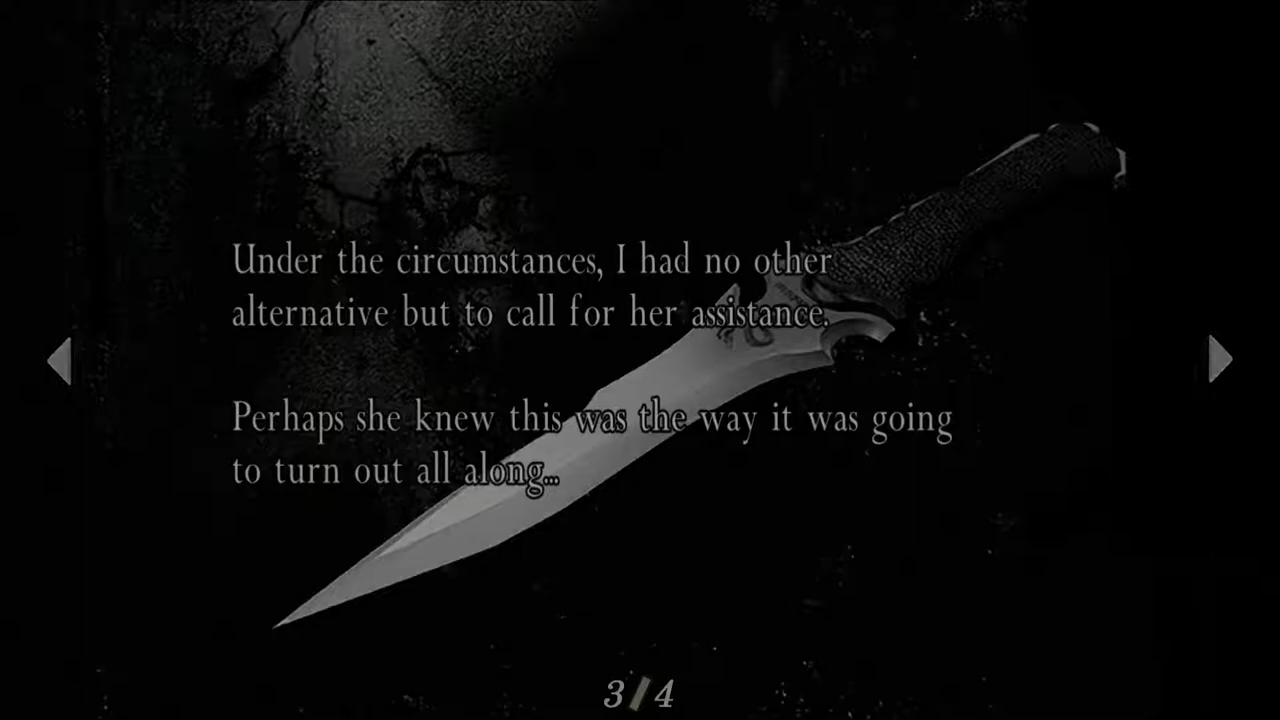 Under the circumstances, I had no other
alternative but to call for her assistance.
Perhaps she knew this was the way it was going
to turn out all along...
3/4